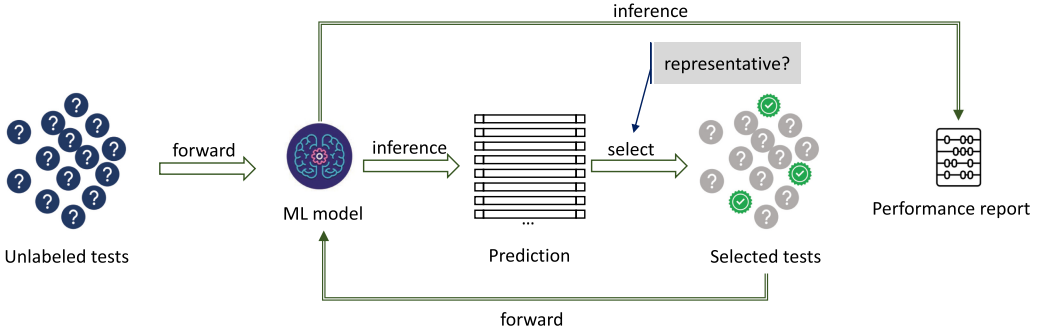 inference
representative?
forward
inference
select
ML model
Performance report
Unlabeled tests
Prediction
...
Selected tests
forward